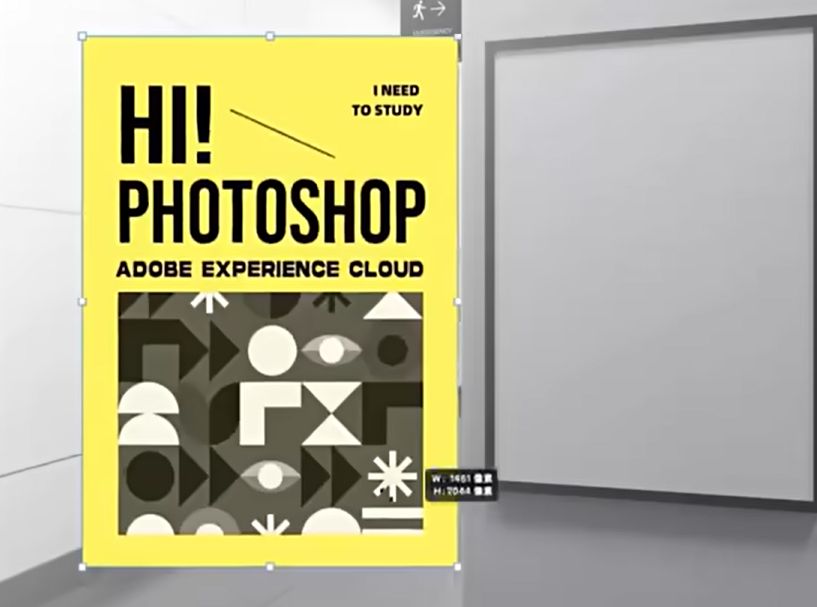 HI!
I NEED
TO STUDY
PHOTOSHOP
ADOBE EXPERIENCE CLOUD
W: 1461 像素
H: 2044 像素